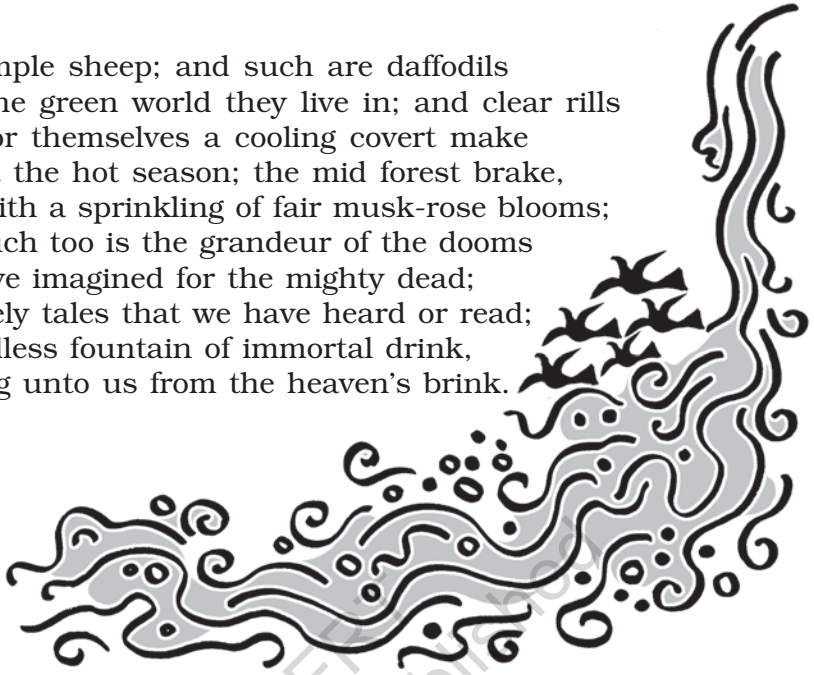 mple sheep; and such are daffodils
ne green world they live in; and clear rills
or themselves a cooling covert make
the hot season; the mid forest brake,
ith a sprinkling of fair musk-rose blooms;
uch too is the grandeur of the dooms
ve imagined for the mighty dead;
ely tales that we have heard or read;
lless fountain of immortal drink,
g unto us from the heaven's brink.